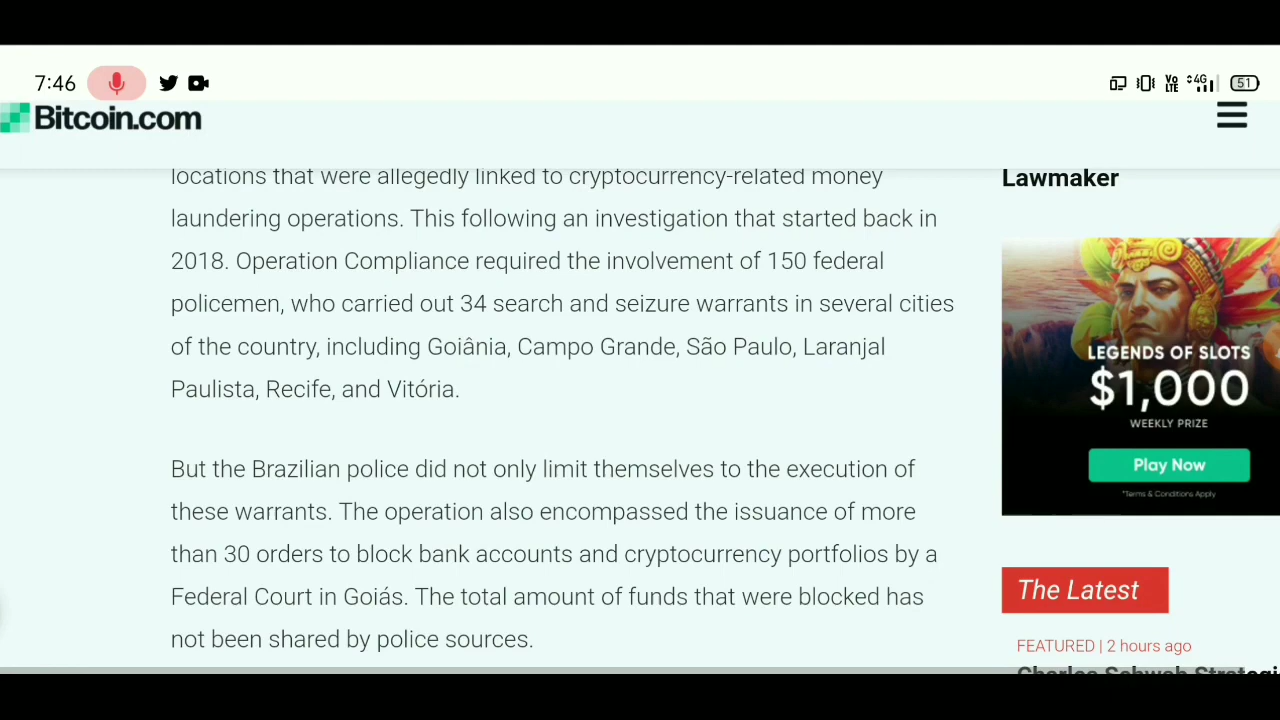 7:46
Vo LTE 4G 51
Bitcoin.com
locations that were allegedly linked to cryptocurrency-related money
laundering operations. This following an investigation that started back in
2018. Operation Compliance required the involvement of 150 federal
policemen, who carried out 34 search and seizure warrants in several cities
of the country, including Goiânia, Campo Grande, São Paulo, Laranjal
Paulista, Recife, and Vitória.
But the Brazilian police did not only limit themselves to the execution of
these warrants. The operation also encompassed the issuance of more
than 30 orders to block bank accounts and cryptocurrency portfolios by a
Federal Court in Goiás. The total amount of funds that were blocked has
not been shared by police sources.
Lawmaker
LEGENDS OF SLOTS
$1,000
WEEKLY PRIZE
Play Now
*Terms & Conditions Apply
The Latest
FEATURED | 2 hours ago
Charles Schwab Strategi